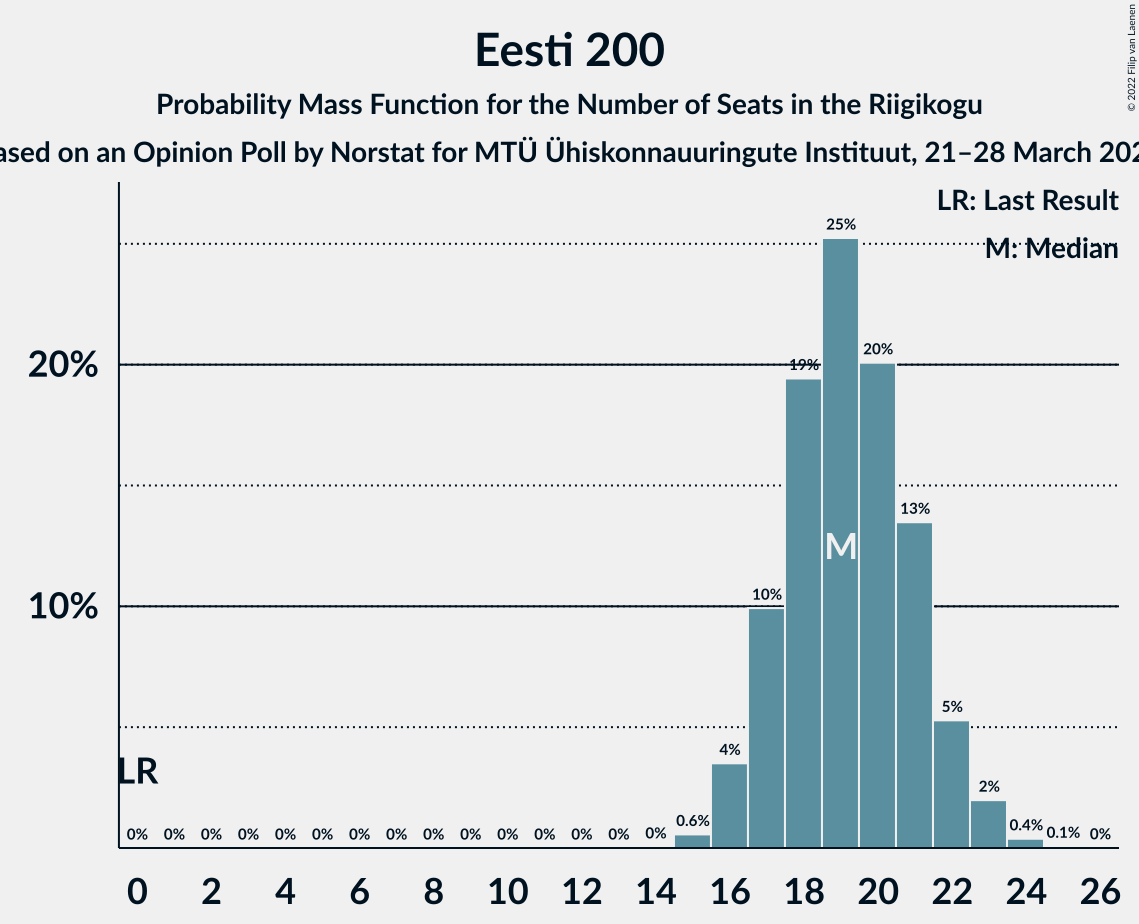 Eesti 200
Probability Mass Function for the Number of Seats in the Riigikogu
on an Opinion Poll by Norstat for MTÜ Ühiskonnauuringute Instituut, 21–28 March
© 2022 Filip van Laenen
LR: Last Result
M: Median
25%
20%
19%
20%
13%
M
10%
10%
5%
4%
LR
2%
0% 0% 0% 0% 0% 0% 0% 0% 0% 0% 0% 0% 0% 0% 0% 0.6% 0.4% 0.1% 0%
0 2 4 6 8 10 12 14 16 18 20 22 24 26